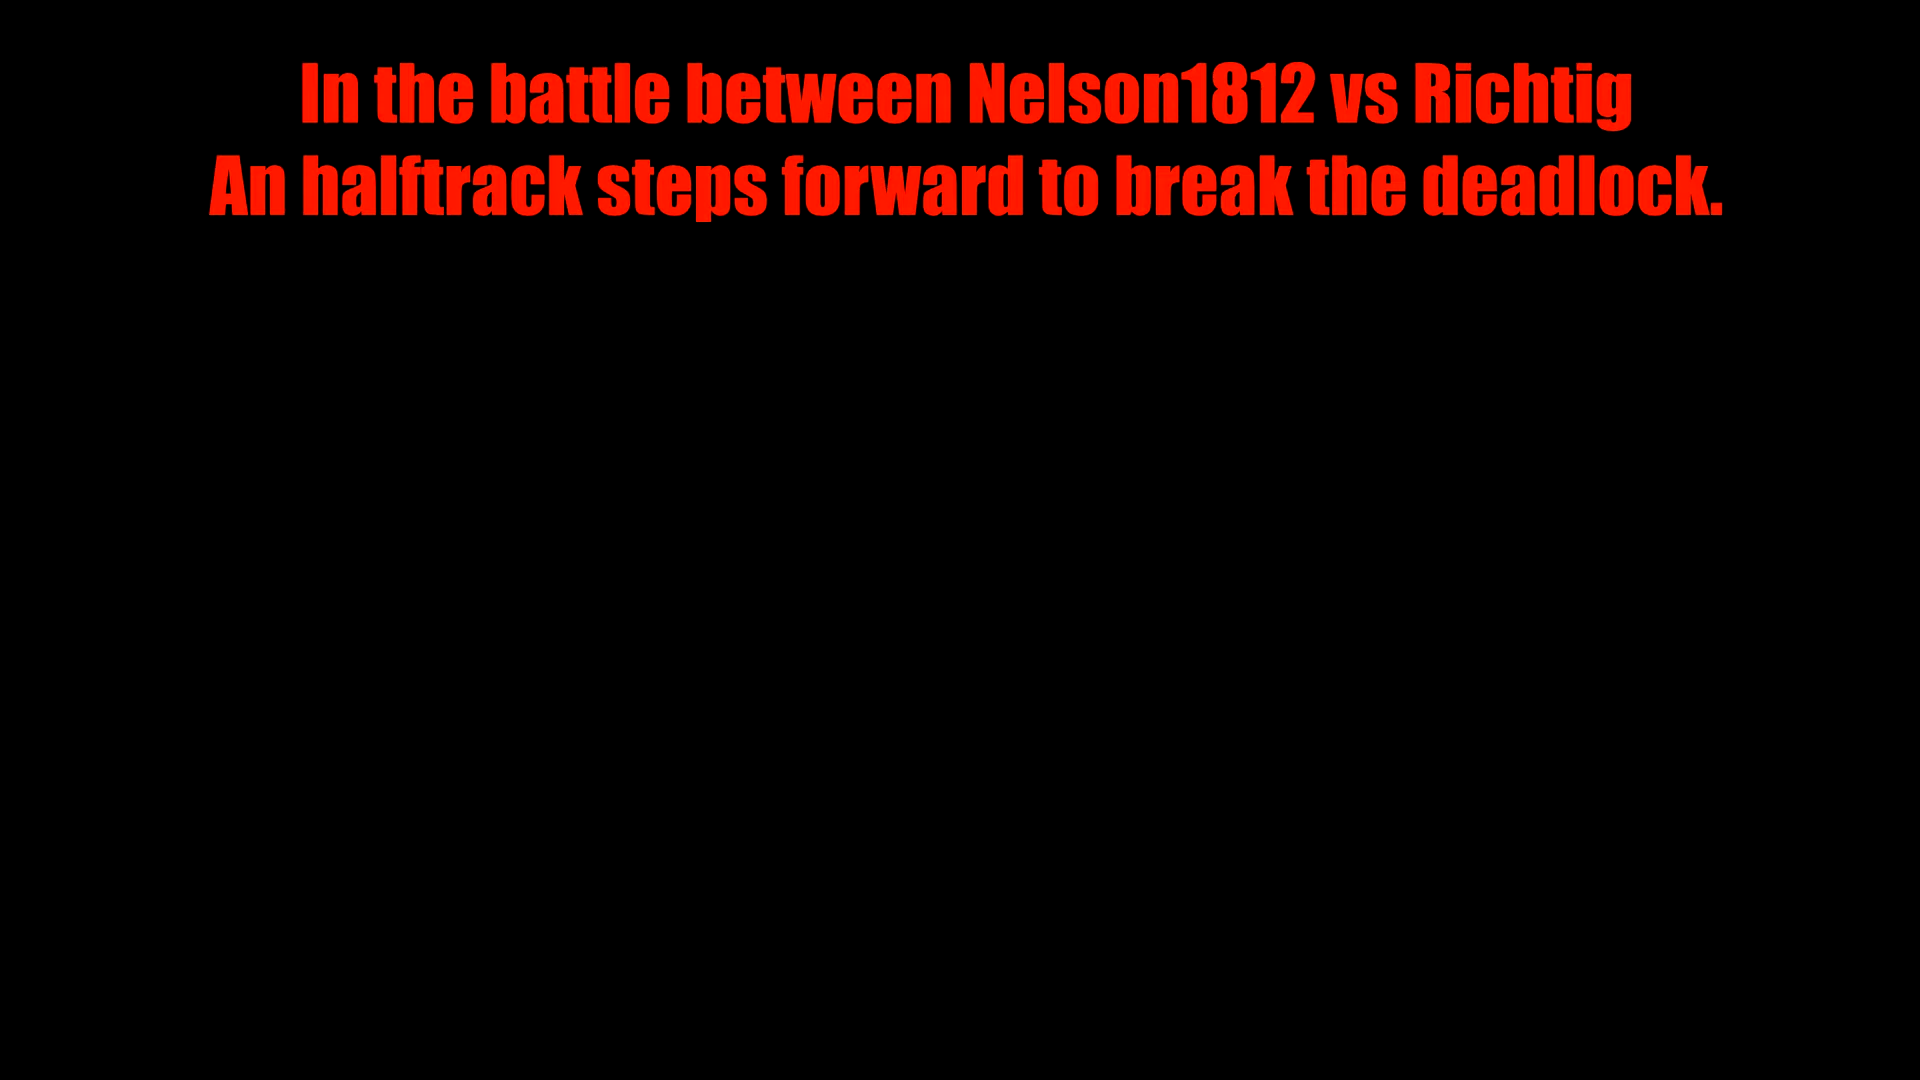 In the battle between Nelson1812 vs Richtig
An halftrack steps forward to break the deadlock.